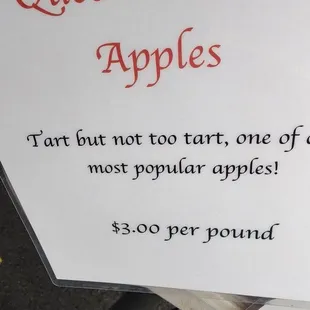 Apples
Tart but not too tart, one of
most popular apples!
$3.00 per pound